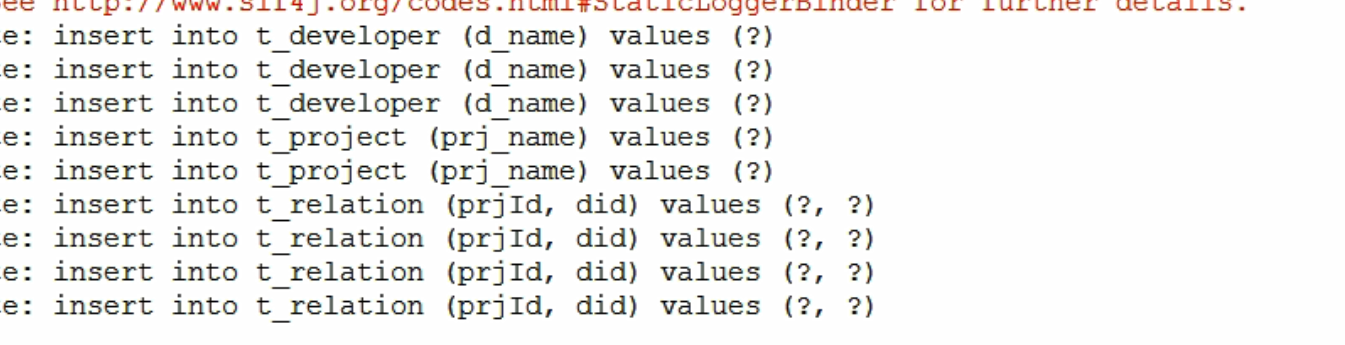 See http://www.slf4j.org/codes.html#StaticLoggerBinder for further details.
e: insert into t_developer (d_name) values (?)
e: insert into t_developer (d_name) values (?)
e: insert into t_developer (d_name) values (?)
e: insert into t_project (prj_name) values (?)
e: insert into t_project (prj_name) values (?)
e: insert into t_relation (prjId, did) values (?, ?)
e: insert into t_relation (prjId, did) values (?, ?)
e: insert into t_relation (prjId, did) values (?, ?)
e: insert into t_relation (prjId, did) values (?, ?)